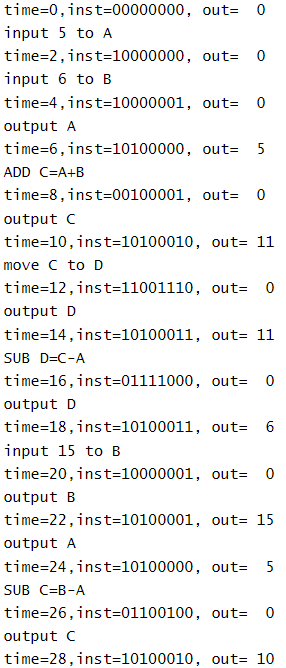 time=0,inst=00000000, out=  0
input 5 to A
time=2,inst=10000000, out=  0
input 6 to B
time=4,inst=10000001, out=  0
output A
time=6,inst=10100000, out=  5
ADD C=A+B
time=8,inst=00100001, out=  0
output C
time=10,inst=10100010, out= 11
move C to D
time=12,inst=11001110, out=  0
output D
time=14,inst=10100011, out= 11
SUB D=C-A
time=16,inst=01111000, out=  0
output D
time=18,inst=10100011, out=  6
input 15 to B
time=20,inst=10000001, out=  0
output B
time=22,inst=10100001, out= 15
output A
time=24,inst=10100000, out=  5
SUB C=B-A
time=26,inst=01100100, out=  0
output C
time=28,inst=10100010, out= 10